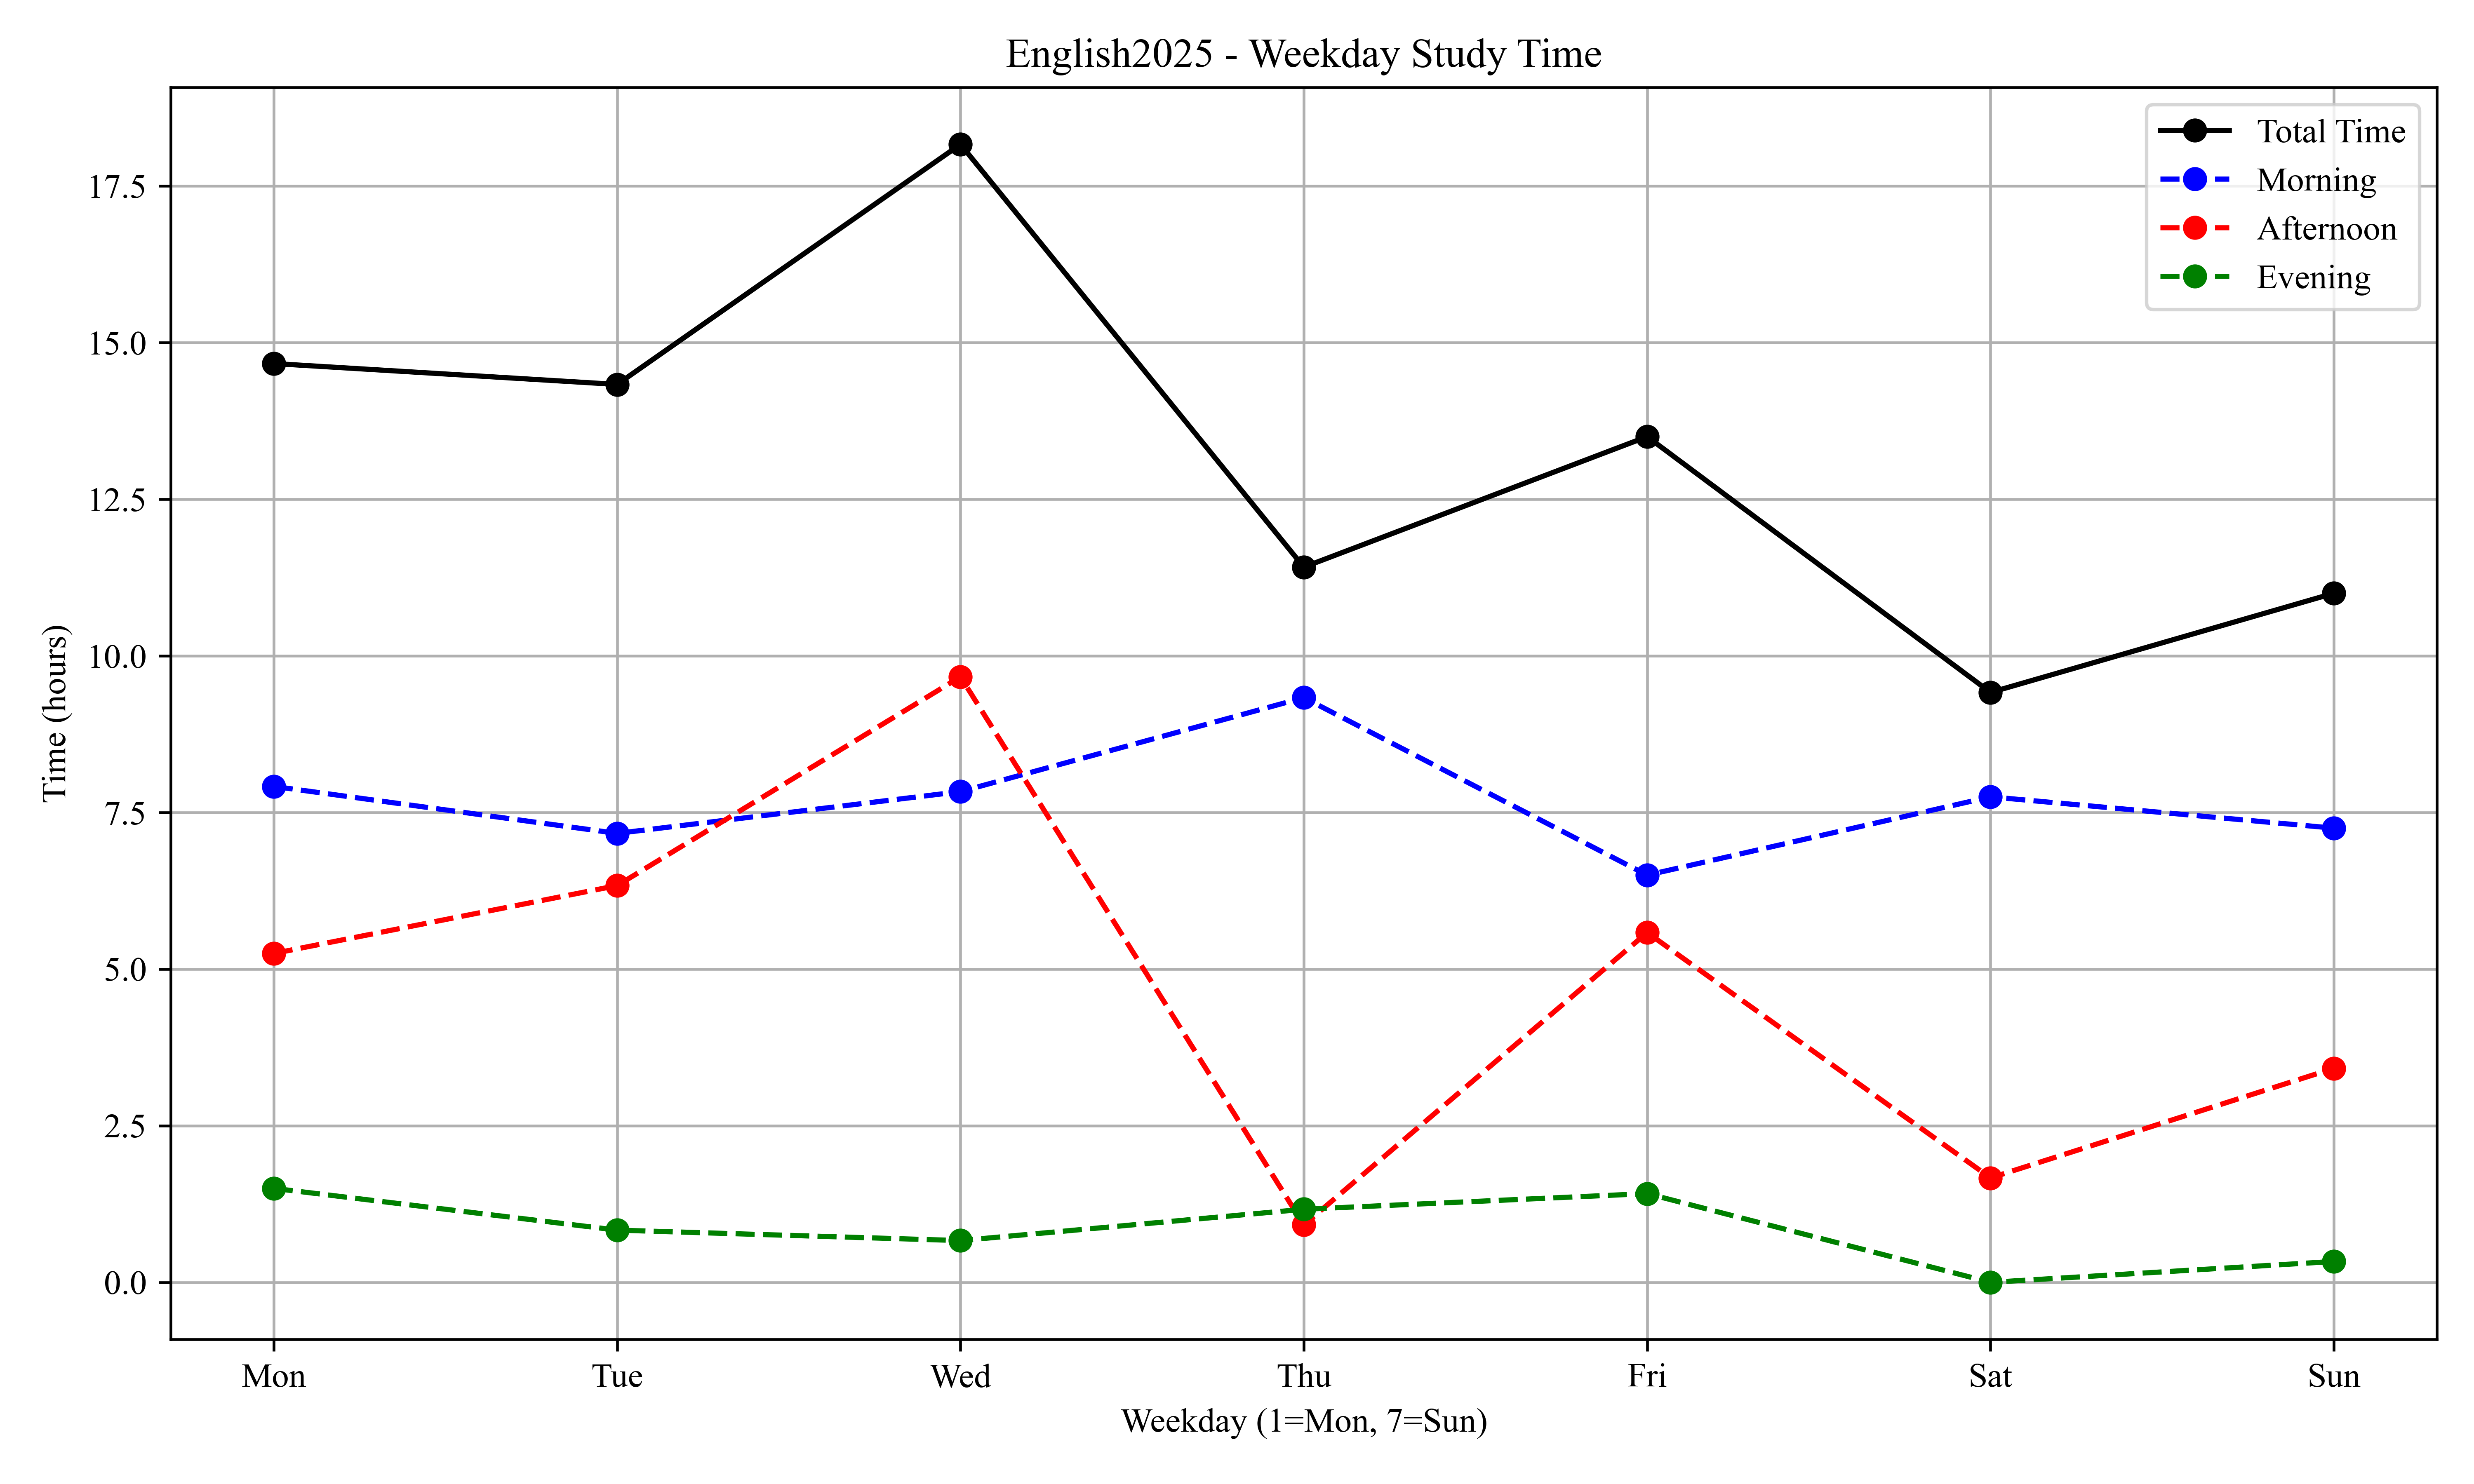 English2025 - Weekday Study Time
Total Time
Morning
Afternoon
Evening
17.5
15.0
12.5
10.0
7.5
5.0
2.5
0.0
Time (hours)
Mon Tue Wed Thu Fri Sat Sun
Weekday (1=Mon, 7=Sun)